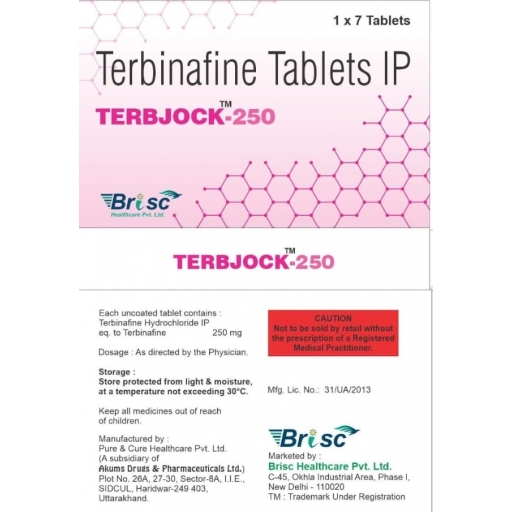 1 x 7 Tablets
Terbinafine Tablets IP
TERBJOCK™-250
Brisc
Healthcare Pvt. Ltd.
TERBJOCK™-250
Each uncoated tablet contains :
Terbinafine Hydrochloride IP
eq. to Terbinafine 250 mg
Dosage : As directed by the Physician.
Storage :
Store protected from light & moisture,
at a temperature not exceeding 30°C.
Keep all medicines out of reach
of children.
Manufactured by :
Pure & Cure Healthcare Pvt. Ltd.
(A subsidiary of
Akums Drugs & Pharmaceuticals Ltd.)
Plot No. 26A, 27-30, Sector-8A, I.I.E.,
SIDCUL, Haridwar-249 403,
Uttarakhand.
CAUTION
Not to be sold by retail without
the prescription of a Registered
Medical Practitioner.
Mfg. Lic. No.: 31/UA/2013
Brisc
Marketed by :
Brisc Healthcare Pvt. Ltd.
C-45, Okhla Industrial Area, Phase I,
New Delhi - 110020
TM : Trademark Under Registration